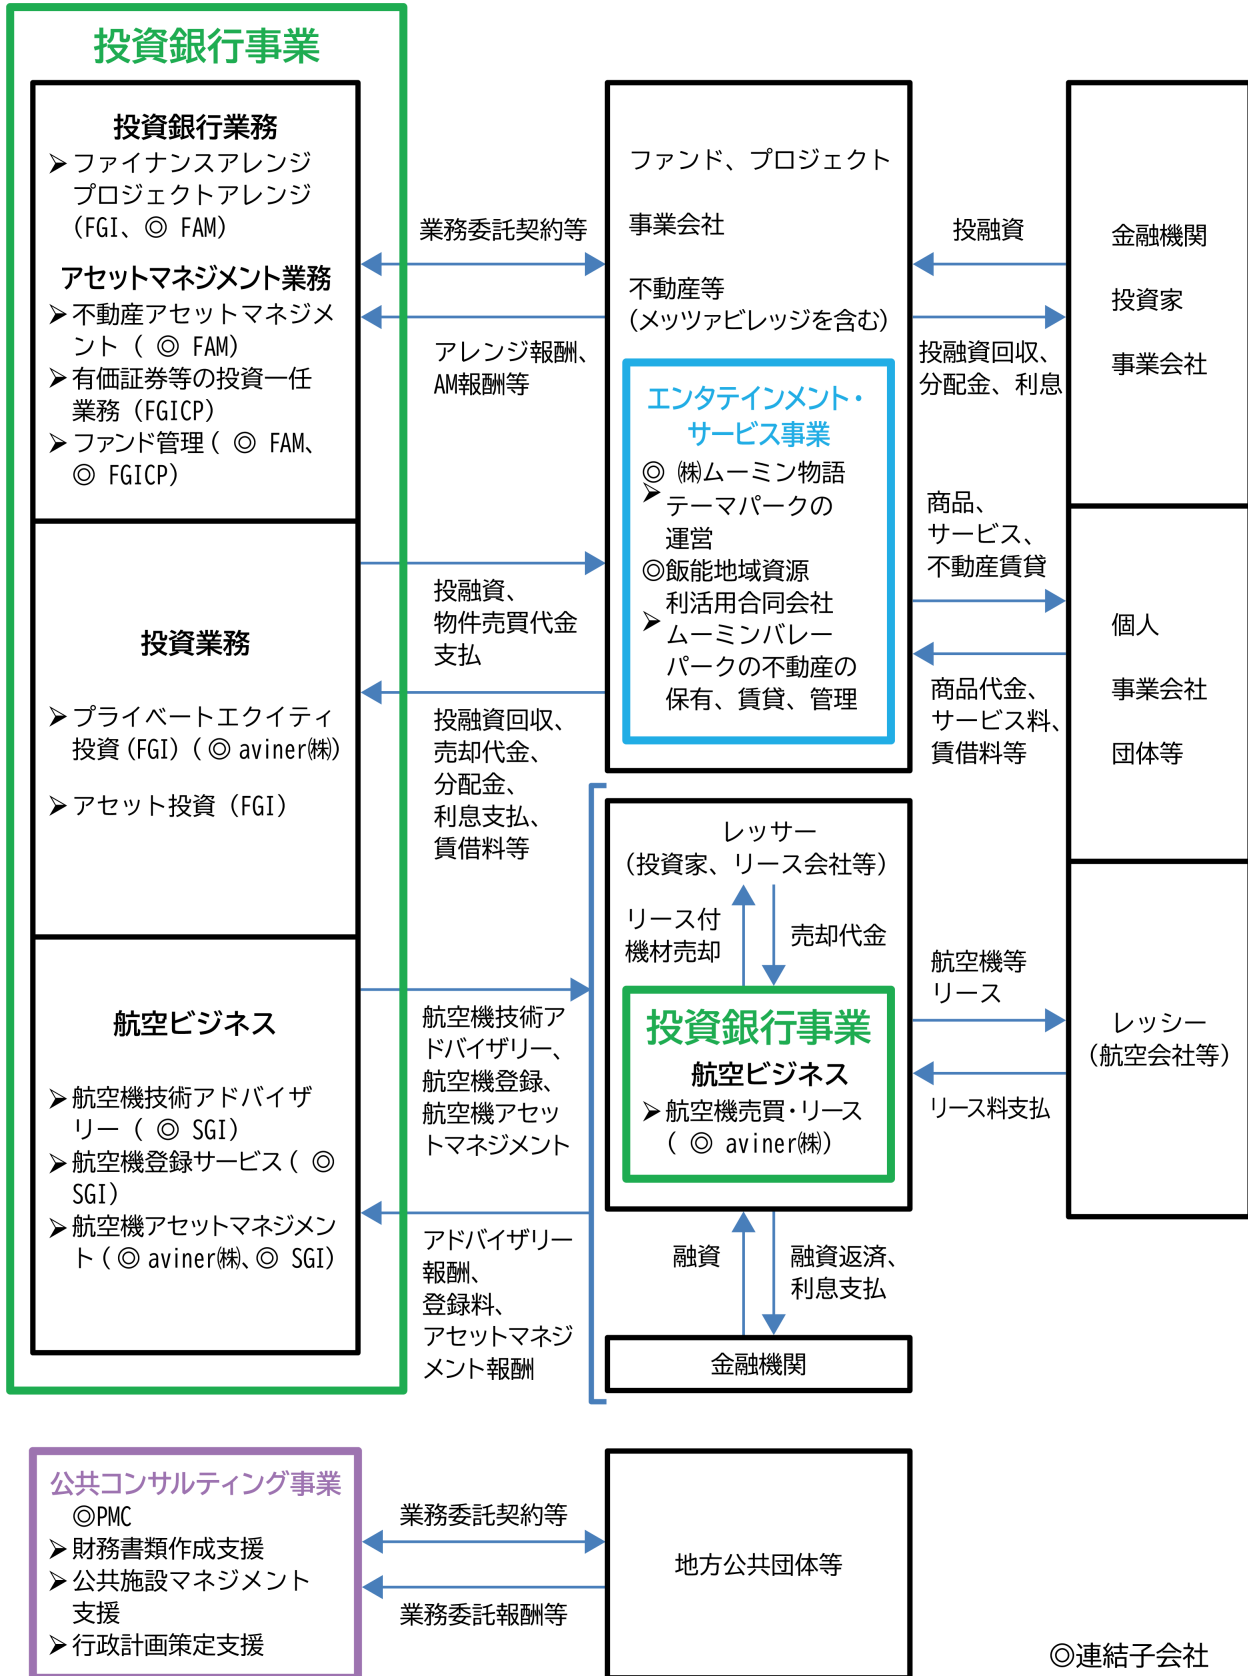 投資銀行事業
投資銀行業務
➢ファイナンスアレンジ
プロジェクトアレンジ
(FGI、◎ FAM)
アセットマネジメント業務
➢不動産アセットマネジメ
ント ( ◎ FAM)
➢有価証券等の投資一任
業務 (FGICP)
➢ファンド管理 ( ◎ FAM、
◎ FGICP)
投資業務
➢プライベートエクイティ
投資 (FGI) ( ◎ aviner㈱)
➢アセット投資 (FGI)
航空ビジネス
➢航空機技術アドバイザ
リー ( ◎ SGI)
➢航空機登録サービス ( ◎
SGI)
➢航空機アセットマネジメン
ト ( ◎ aviner㈱、◎ SGI)
業務委託契約等
アレンジ報酬、
AM報酬等
投融資、
物件売買代金
支払
投融資回収、
売却代金、
分配金、
利息支払、
賃借料等
航空機技術ア
ドバイザリー、
航空機登録、
航空機アセッ
トマネジメント
アドバイザリー
報酬、
登録料、
アセットマネジ
メント報酬
ファンド、プロジェクト
事業会社
不動産等
(メッツァビレッジを含む)
エンタテインメント・
サービス事業
◎ ㈱ムーミン物語
➢テーマパークの
運営
◎飯能地域資源
利活用合同会社
➢ムーミンバレー
パークの不動産の
保有、賃貸、管理
レッサー
(投資家、リース会社等)
リース付
機材売却
売却代金
投資銀行事業
航空ビジネス
➢航空機売買・リース
( ◎ aviner㈱)
融資
融資返済、
利息支払
金融機関
投融資
投融資回収、
分配金、利息
商品、
サービス、
不動産賃貸
商品代金、
サービス料、
賃借料等
航空機等
リース
リース料支払
金融機関
投資家
事業会社
個人
事業会社
団体等
レッシー
(航空会社等)
公共コンサルティング事業
◎PMC
➢財務書類作成支援
➢公共施設マネジメント
支援
➢行政計画策定支援
業務委託契約等
業務委託報酬等
地方公共団体等
◎連結子会社